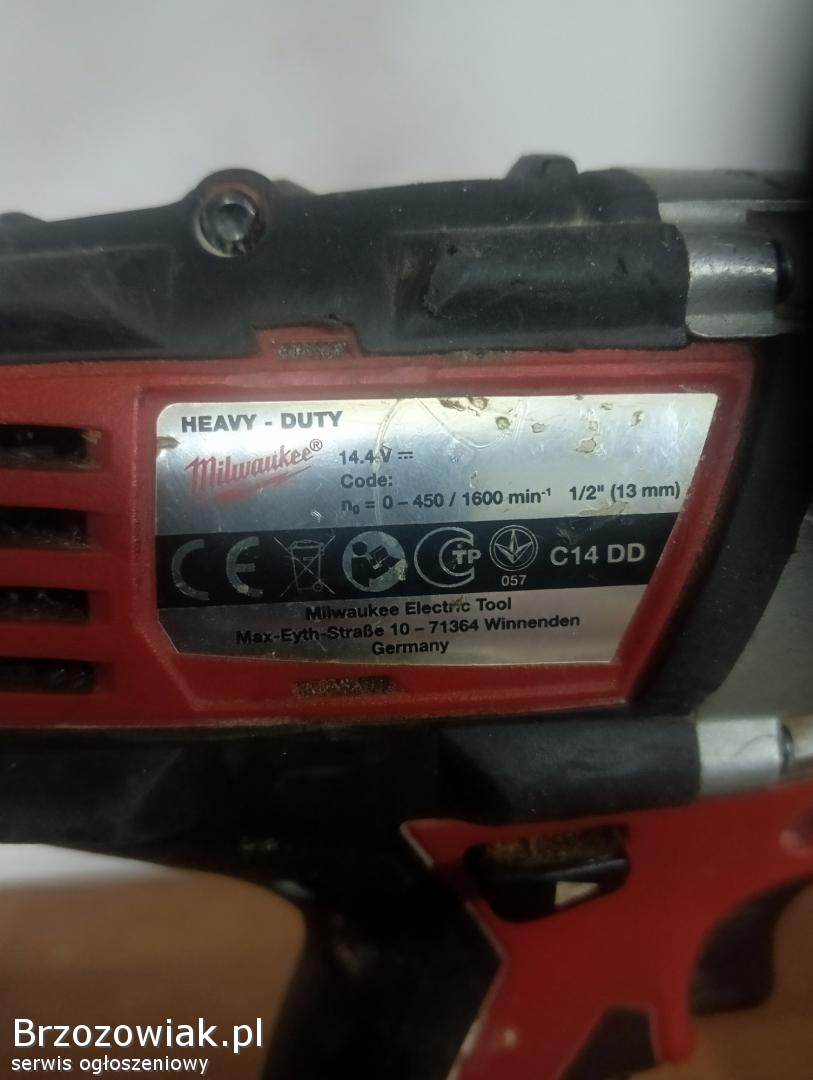 HEAVY - DUTY
Milwaukee®
14.4 V
Code:
n₀ = 0 – 450 / 1600 min⁻¹ 1/2" (13 mm)
CE TP 057 C14 DD
Milwaukee Electric Tool
Max-Eyth-Straße 10 – 71364 Winnenden
Germany
Brzozowiak.pl
serwis ogłoszeniowy